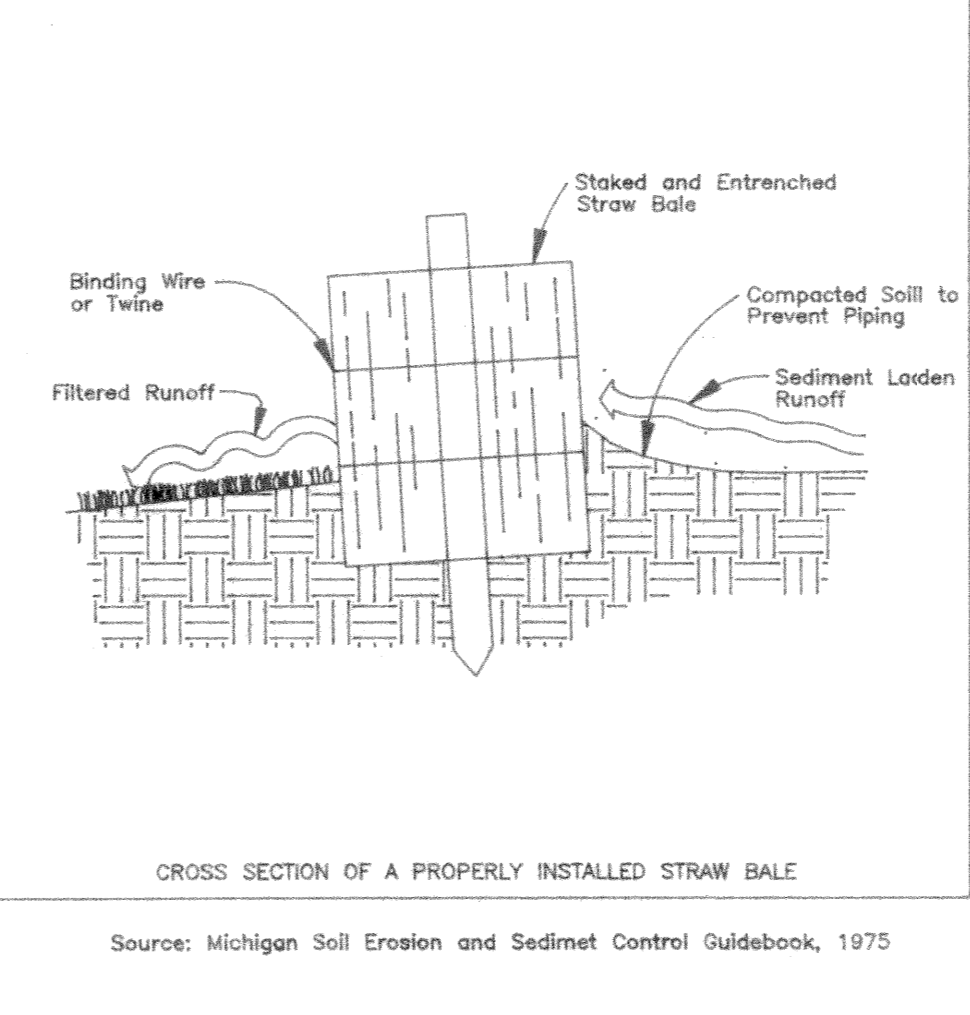 Staked and Entrenched
Straw Bale
Binding Wire
or Twine
Compacted Soill to
Prevent Piping
Filtered Runoff
Sediment Laden
Runoff
CROSS SECTION OF A PROPERLY INSTALLED STRAW BALE
Source: Michigan Soil Erosion and Sedimet Control Guidebook, 1975